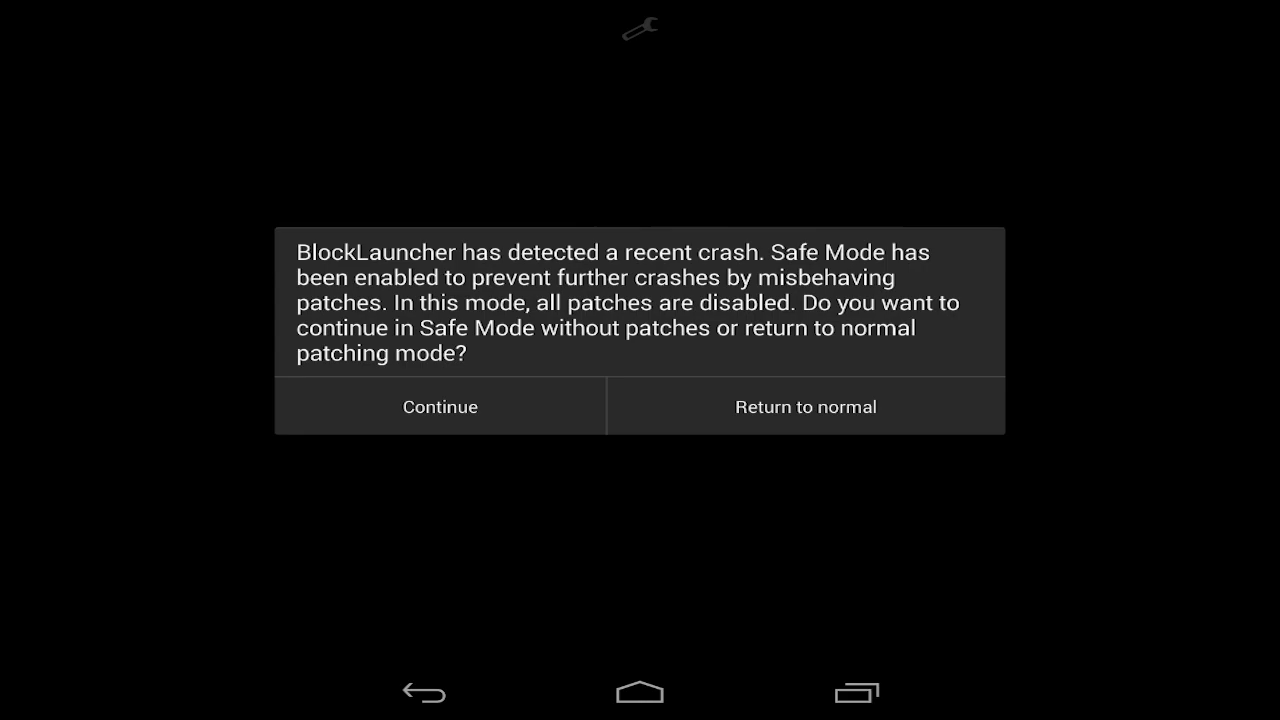 BlockLauncher has detected a recent crash. Safe Mode has
been enabled to prevent further crashes by misbehaving
patches. In this mode, all patches are disabled. Do you want to
continue in Safe Mode without patches or return to normal
patching mode?
Continue
Return to normal